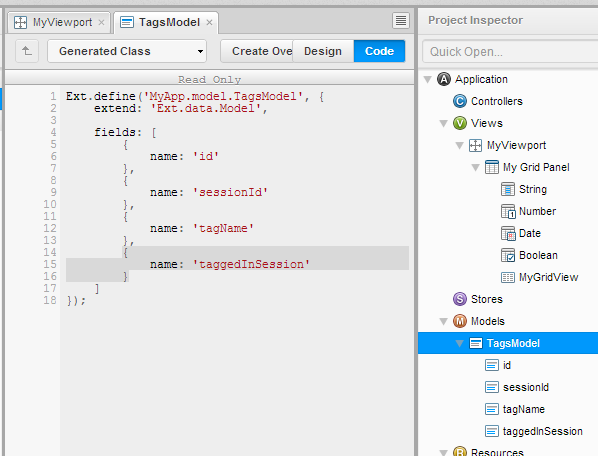 MyViewport × TagsModel ×
Generated Class Create Ove Design Code
Read Only
1 Ext.define('MyApp.model.TagsModel', {
2     extend: 'Ext.data.Model',
3
4     fields: [
5         {
6             name: 'id'
7         },
8         {
9             name: 'sessionId'
10         },
11         {
12             name: 'tagName'
13         },
14         {
15             name: 'taggedInSession'
16         }
17     ]
18 });
Project Inspector
Quick Open...
A Application
C Controllers
V Views
MyViewport
My Grid Panel
String
1 Number
Date
Boolean
MyGridView
S Stores
M Models
TagsModel
id
sessionId
tagName
taggedInSession
R Resources